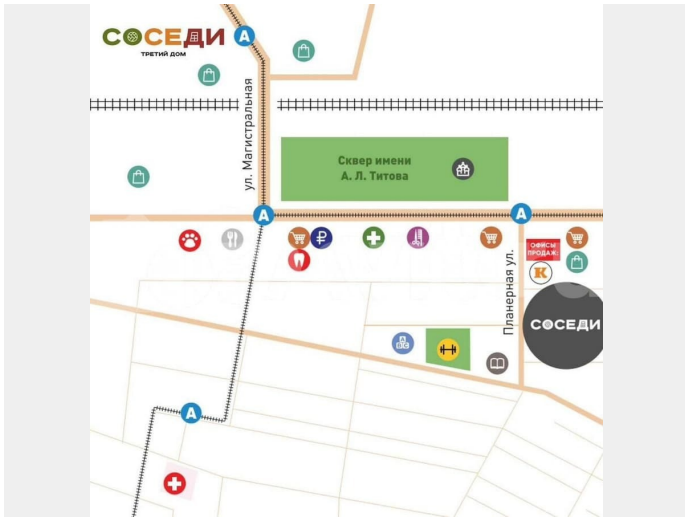 СОСЕДИ
ТРЕТИЙ ДОМ
А
ул. Магистральная
Сквер имени
А. Л. Титова
А
А
ОФИСЫ
ПРОДАЖ:
К
Планерная ул.
СОСЕДИ
А